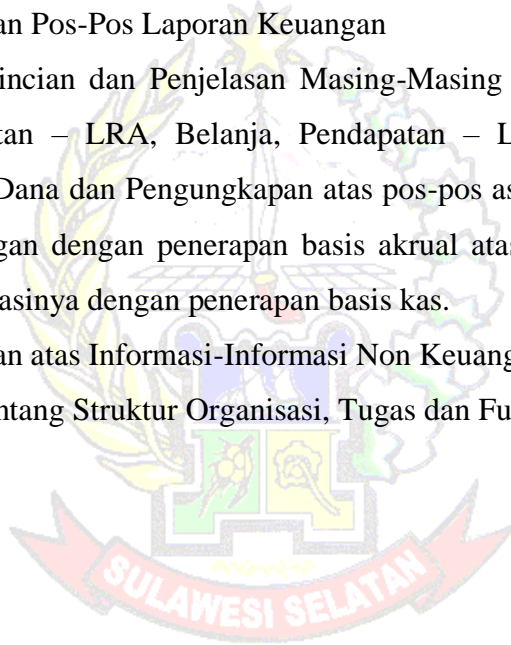 an Pos-Pos Laporan Keuangan
incian dan Penjelasan Masing-Masing
tan – LRA, Belanja, Pendapatan – L
Dana dan Pengungkapan atas pos-pos as
gan dengan penerapan basis akrual atas
asinya dengan penerapan basis kas.
an atas Informasi-Informasi Non Keuang
ntang Struktur Organisasi, Tugas dan Fu
SULAWESI SELATAN